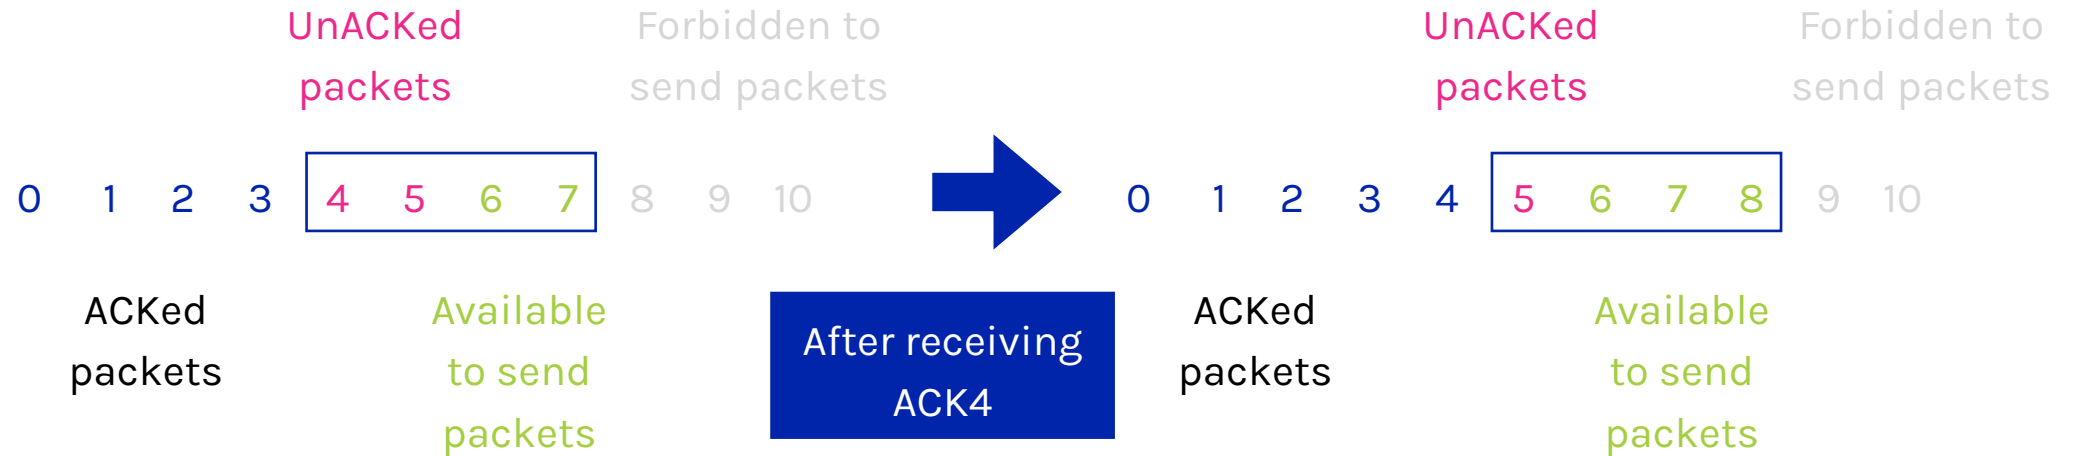 UnACKed
packets
Forbidden to
send packets
0 1 2 3 4 5 6 7 8 9 10
ACKed
packets
Available
to send
packets
After receiving
ACK4
UnACKed
packets
Forbidden to
send packets
0 1 2 3 4 5 6 7 8 9 10
ACKed
packets
Available
to send
packets